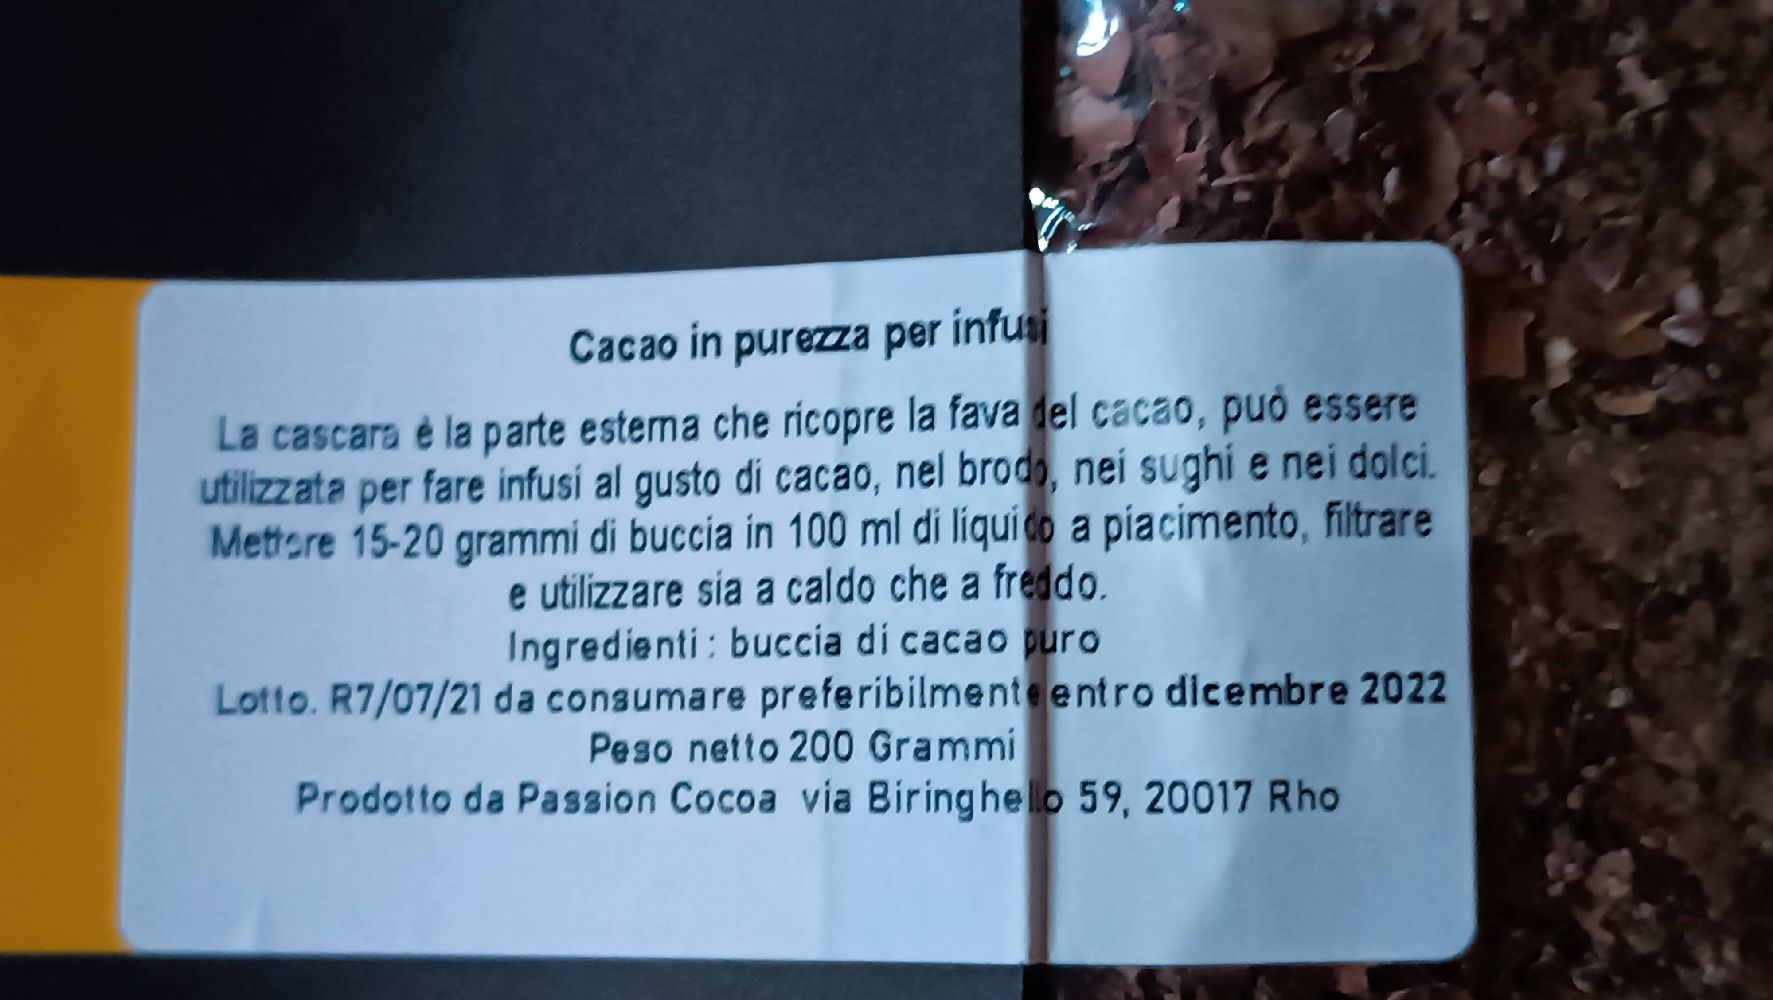 Cacao in purezza per infusi
La cascara è la parte esterna che ricopre la fava del cacao, può essere
utilizzata per fare infusi al gusto di cacao, nel brodo, nei sughi e nei dolci.
Mettere 15-20 grammi di buccia in 100 ml di liquido a piacimento, filtrare
e utilizzare sia a caldo che a freddo.
Ingredienti : buccia di cacao puro
Lotto. R7/07/21 da consumare preferibilmente entro dicembre 2022
Peso netto 200 Grammi
Prodotto da Passion Cocoa via Biringhello 59, 20017 Rho